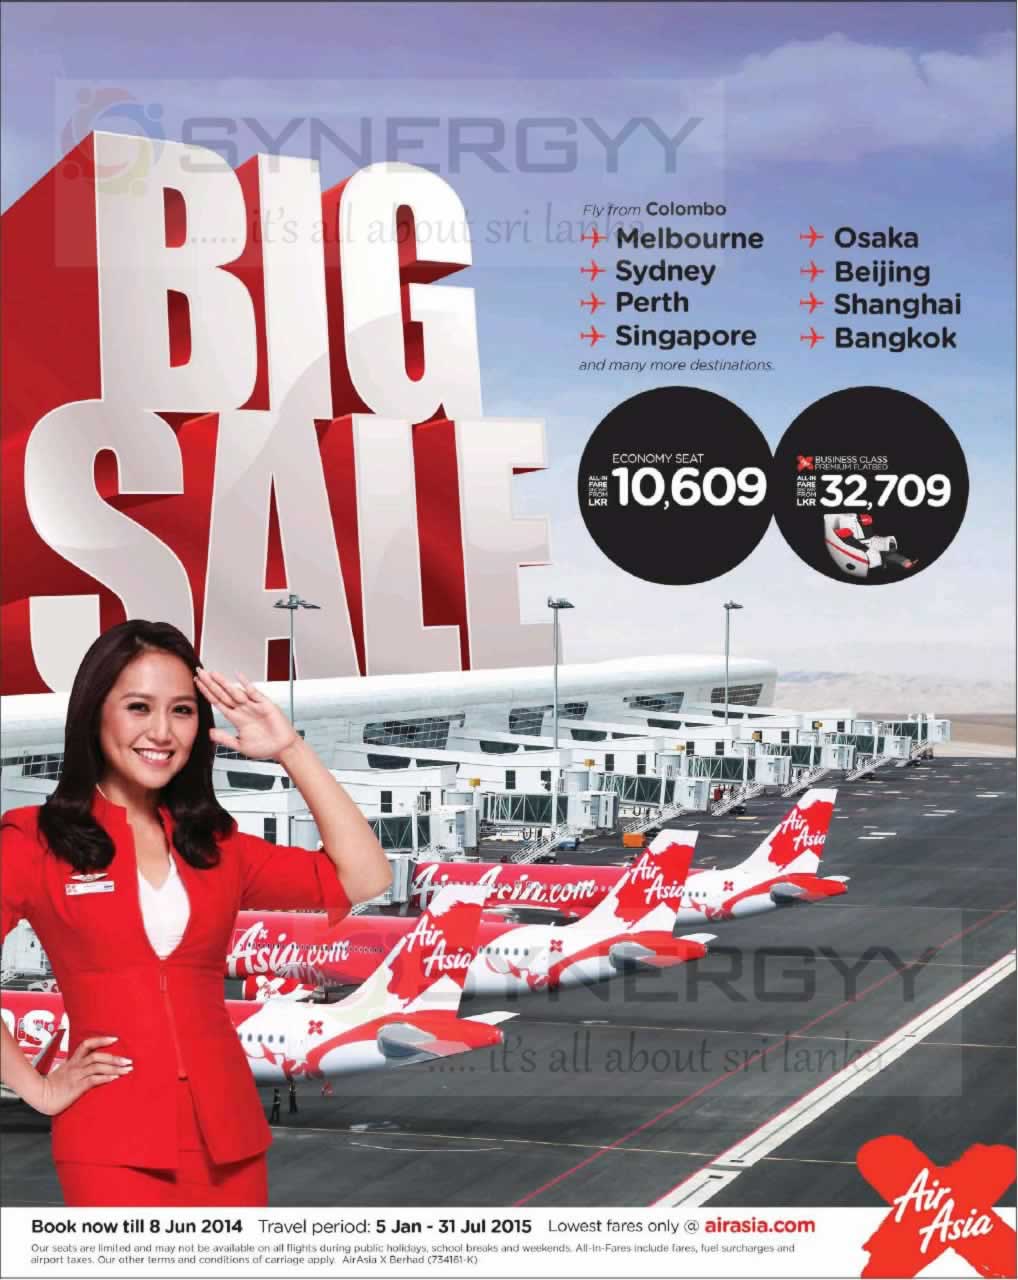 SYNERGYY
..... it's all about sri lanka
BIG
SALE
Fly from Colombo
Melbourne
Sydney
Perth
Singapore
Osaka
Beijing
Shanghai
Bangkok
and many more destinations.
ECONOMY SEAT
ALL-IN
FARE
ONE WAY
FROM
LKR
10,609
BUSINESS CLASS
PREMIUM FLATBED
ALL-IN
FARE
ONE WAY
FROM
LKR
32,709
Air
Asia
Air
Asia
AirAsia.com
Air
Asia
Asia.com
SYNERGYY
..... it's all about sri lanka
Book now till 8 Jun 2014 Travel period: 5 Jan - 31 Jul 2015 Lowest fares only @ airasia.com
Our seats are limited and may not be available on all flights during public holidays, school breaks and weekends. All-In-Fares include fares, fuel surcharges and
airport taxes. Our other terms and conditions of carriage apply. AirAsia X Berhad (734161-K)
Air
Asia